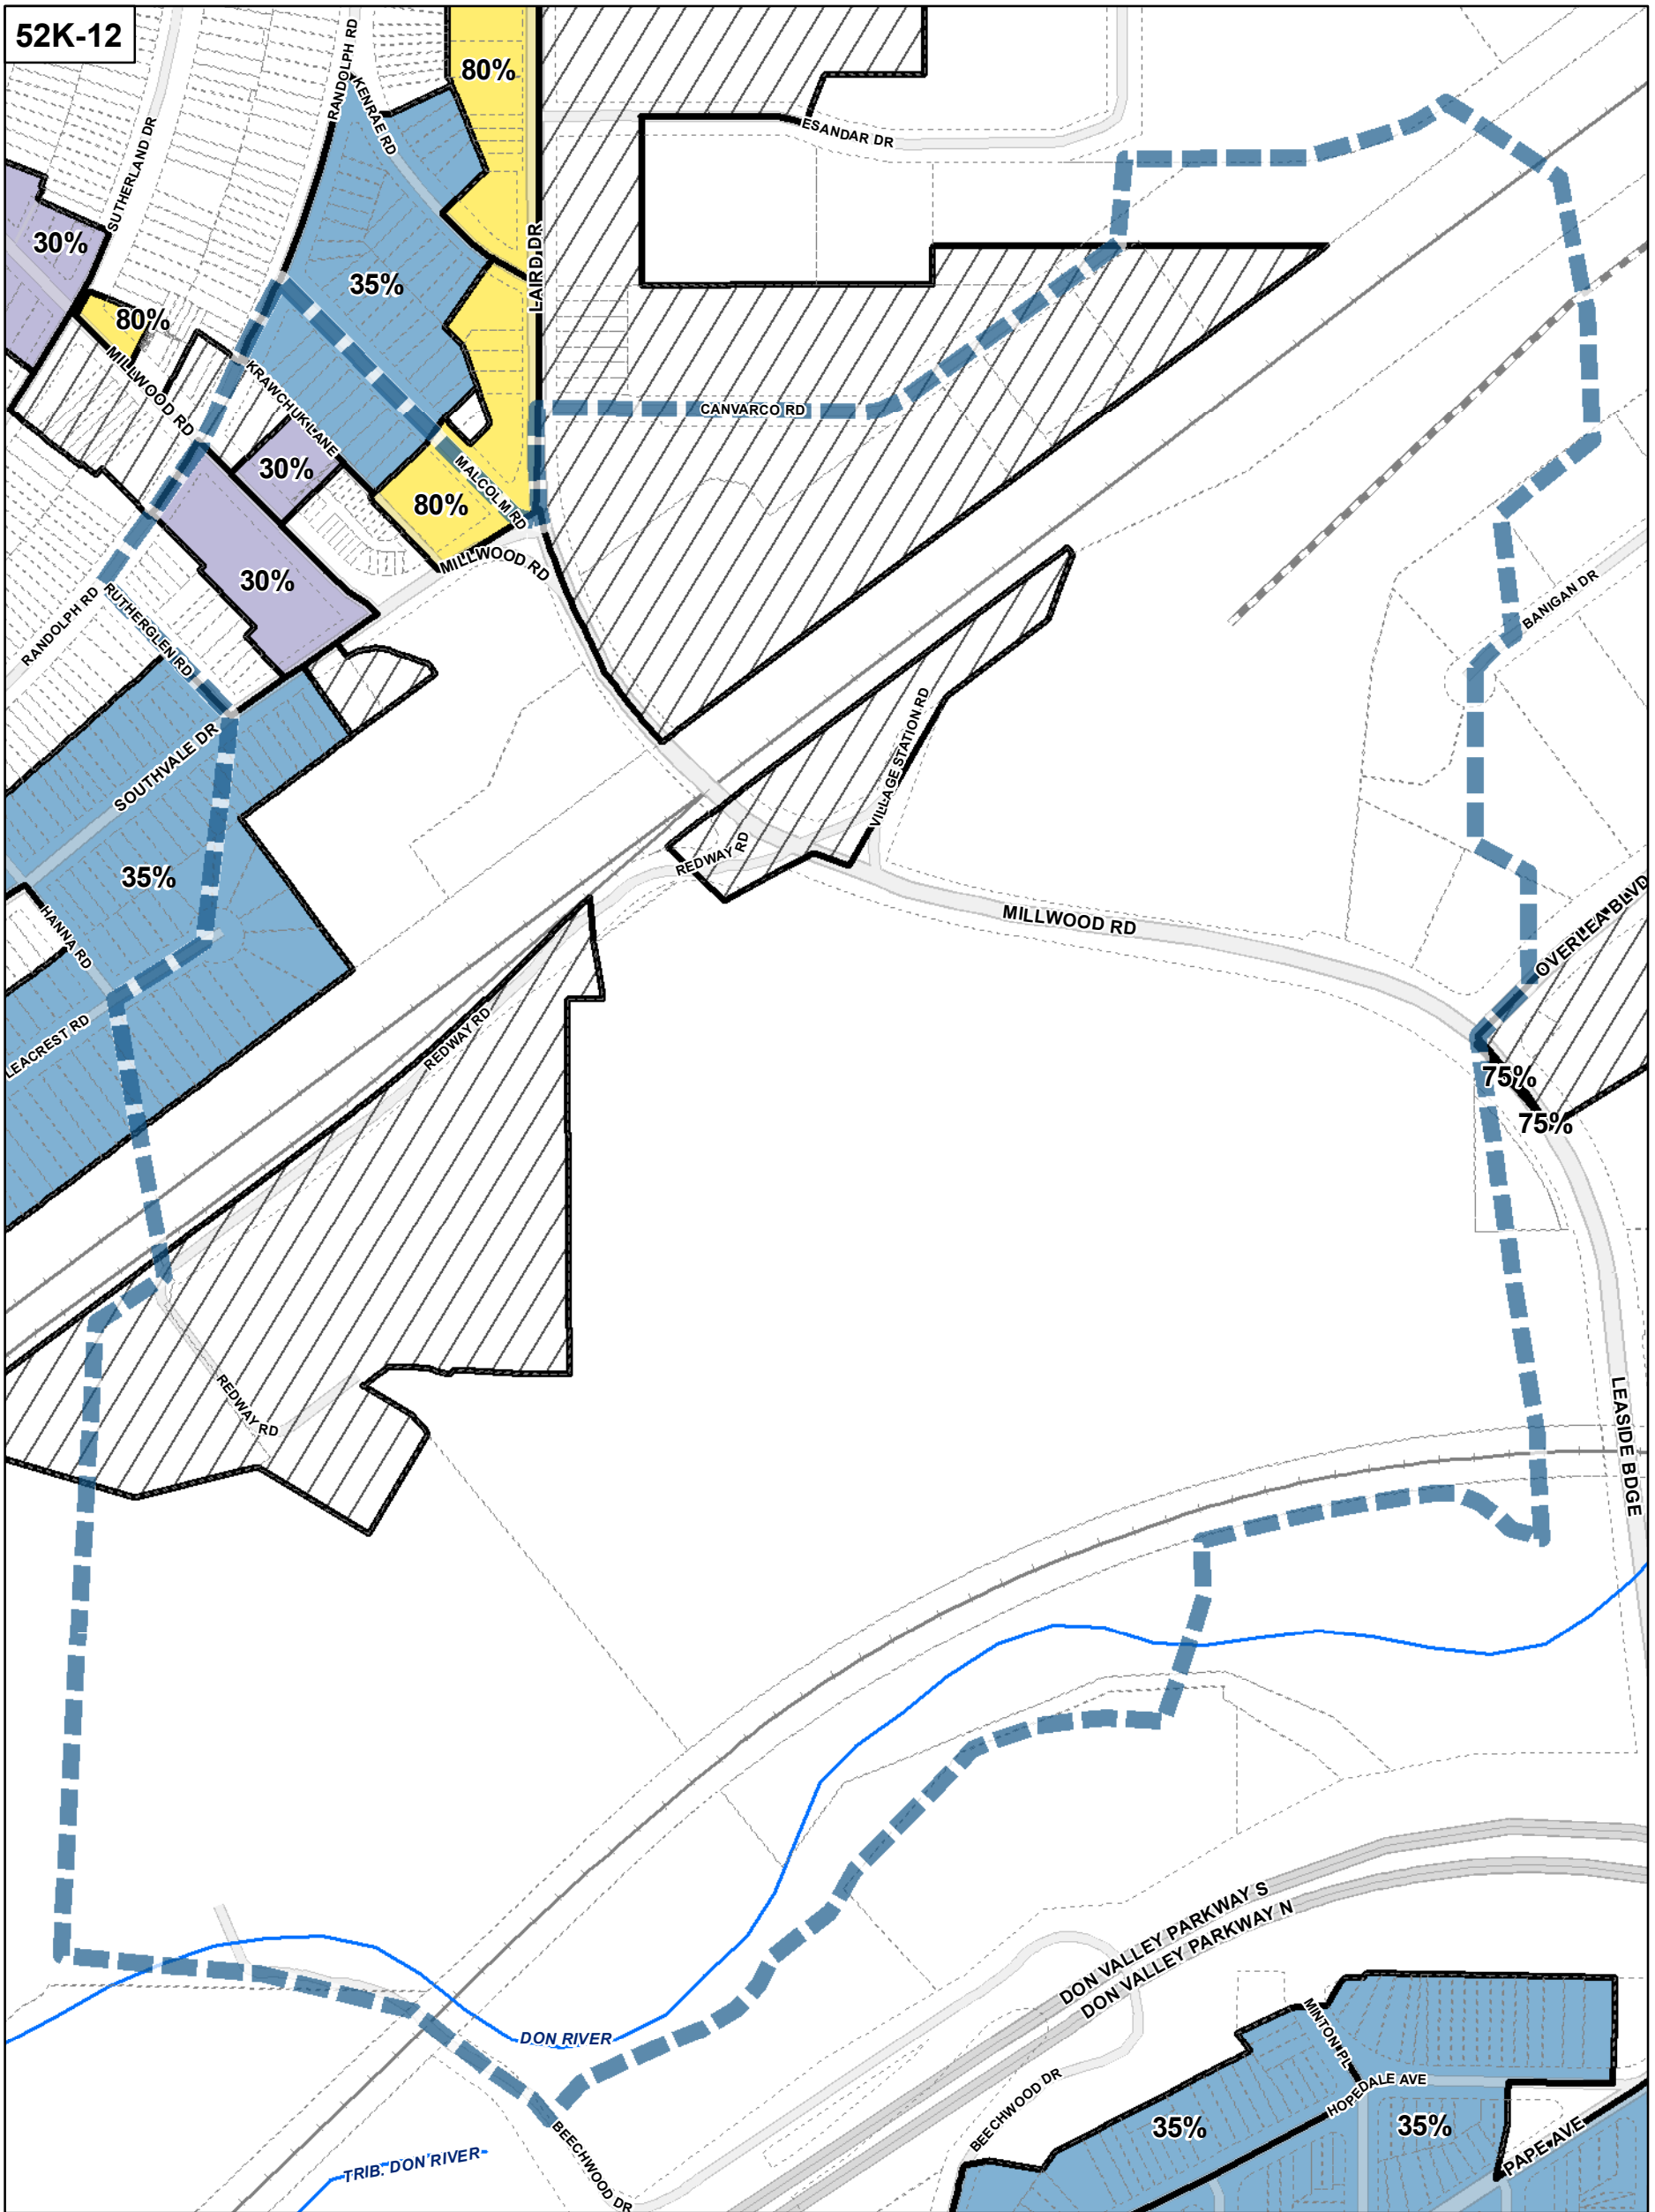 52K-12
RANDOLPH RD
80%
KENRAE RD
SUTHERLAND DR
ESANDAR DR
30%
LAIRD DR
35%
80%
MILLWOOD RD
KRAWCHUK LANE
CANVARCO RD
30%
MALCOLM RD
80%
MILLWOOD RD
30%
RANDOLPH RD
RUTHERGLEN RD
BANIGAN DR
SOUTHVALE DR
VILLAGE STATION RD
REDWAY RD
35%
HANNA RD
MILLWOOD RD
OVERLEA BLVD
LEACREST RD
REDWAY RD
75%
75%
REDWAY RD
LEASIDE BDGE
DON VALLEY PARKWAY S
DON VALLEY PARKWAY N
DON RIVER
MINTON PL
HOPEDALE AVE
BEECHWOOD DR
35%
35%
PAPE AVE
TRIB. DON RIVER
BEECHWOOD DR